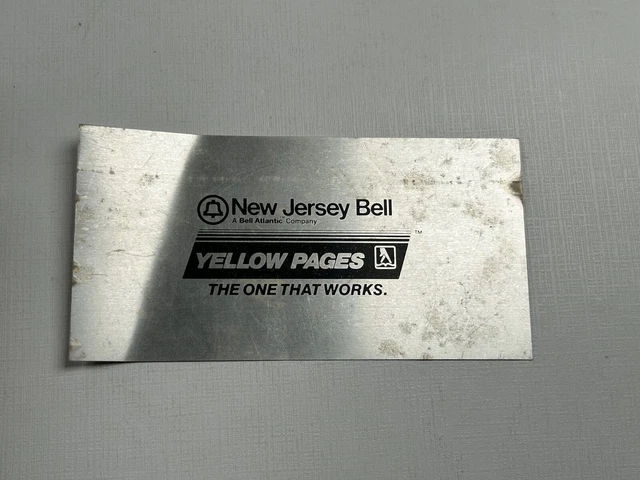 New Jersey Bell
A Bell Atlantic Company
YELLOW PAGES
™
THE ONE THAT WORKS.